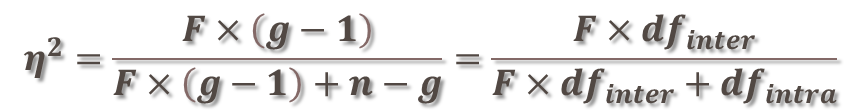 η² = F × (g − 1) / F × (g − 1) + n − g = F × df_inter / F × df_inter + df_intra